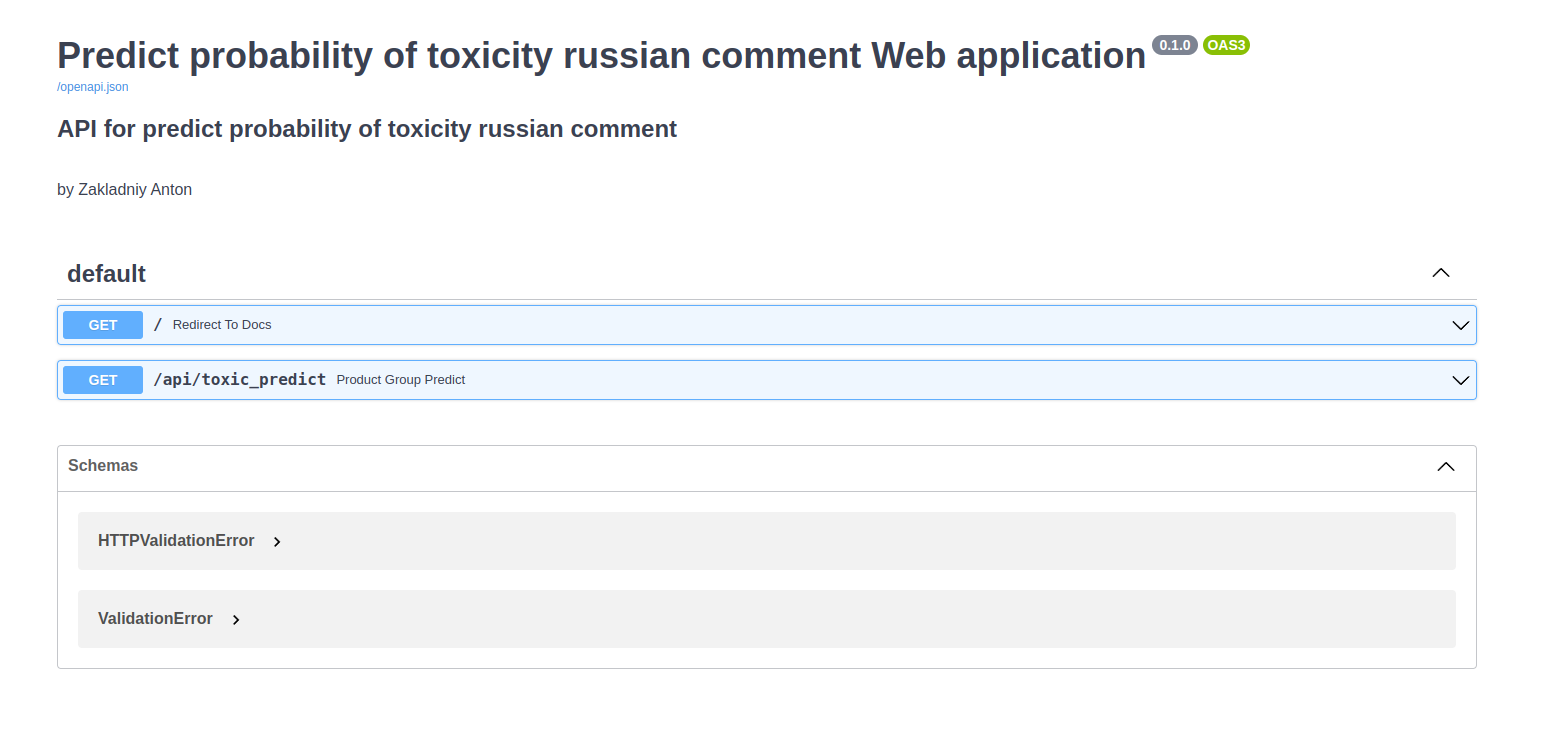 Predict probability of toxicity russian comment Web application 0.1.0 OAS3
/openapi.json
API for predict probability of toxicity russian comment
by Zakladniy Anton
default
GET / Redirect To Docs
GET /api/toxic_predict Product Group Predict
Schemas
HTTPValidationError
ValidationError